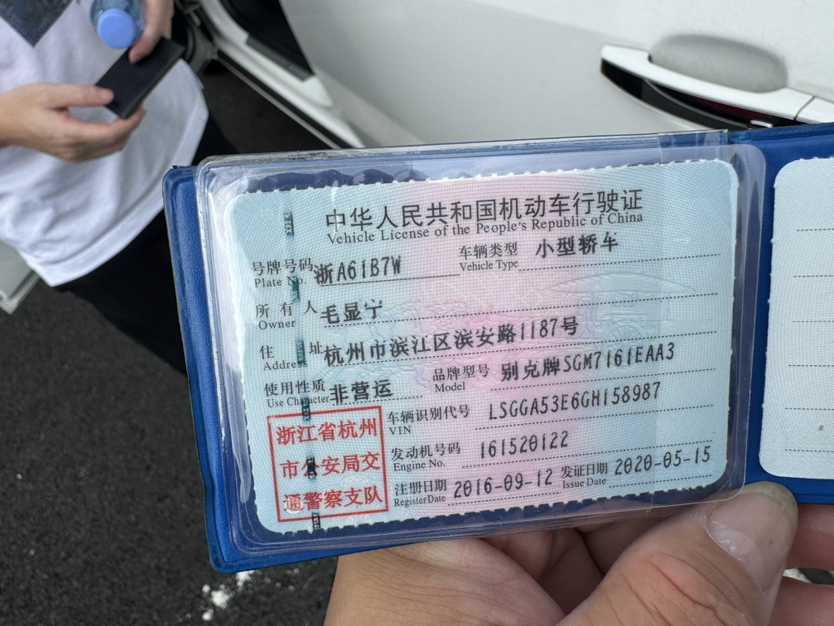 中华人民共和国机动车行驶证
Vehicle License of the People's Republic of China
号牌号码 浙A61B7W 车辆类型 小型轿车
Plate No. Vehicle Type
所有人 毛显宁
Owner
住址 杭州市滨江区滨安路1187号
Address
使用性质 非营运 品牌型号 别克牌SGM7161EAA3
Use Character Model
车辆识别代号 LSGGA53E6GH158987
VIN
发动机号码 161520122
Engine No.
注册日期 2016-09-12 发证日期 2020-05-15
Register Date Issue Date
浙江省杭州
市公安局交
通警察支队